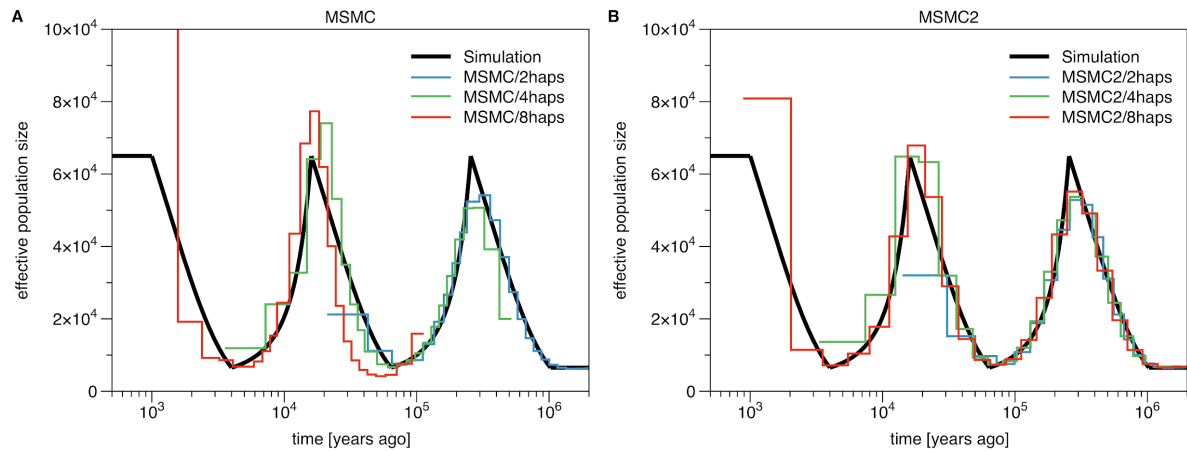 A
MSMC
effective population size
10×10⁴
8×10⁴
6×10⁴
4×10⁴
2×10⁴
0
Simulation
MSMC/2haps
MSMC/4haps
MSMC/8haps
10³
10⁴
10⁵
10⁶
time [years ago]
B
MSMC2
effective population size
10×10⁴
8×10⁴
6×10⁴
4×10⁴
2×10⁴
0
Simulation
MSMC2/2haps
MSMC2/4haps
MSMC2/8haps
10³
10⁴
10⁵
10⁶
time [years ago]